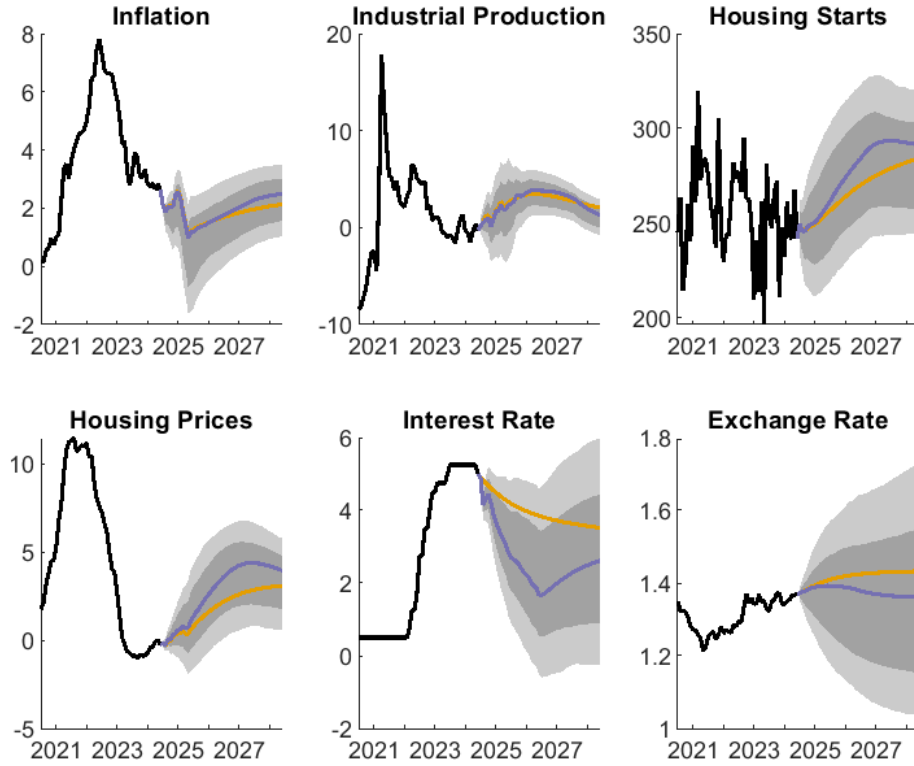 Inflation Industrial Production Housing Starts
8 20 350
6
4 10 300
2
0 0 250
-2 -10 200
2021 2023 2025 2027 2021 2023 2025 2027 2021 2023 2025 2027
Housing Prices Interest Rate Exchange Rate
10 6 1.8
4 1.6
5
2 1.4
0
0 1.2
-5 -2 1
2021 2023 2025 2027 2021 2023 2025 2027 2021 2023 2025 2027